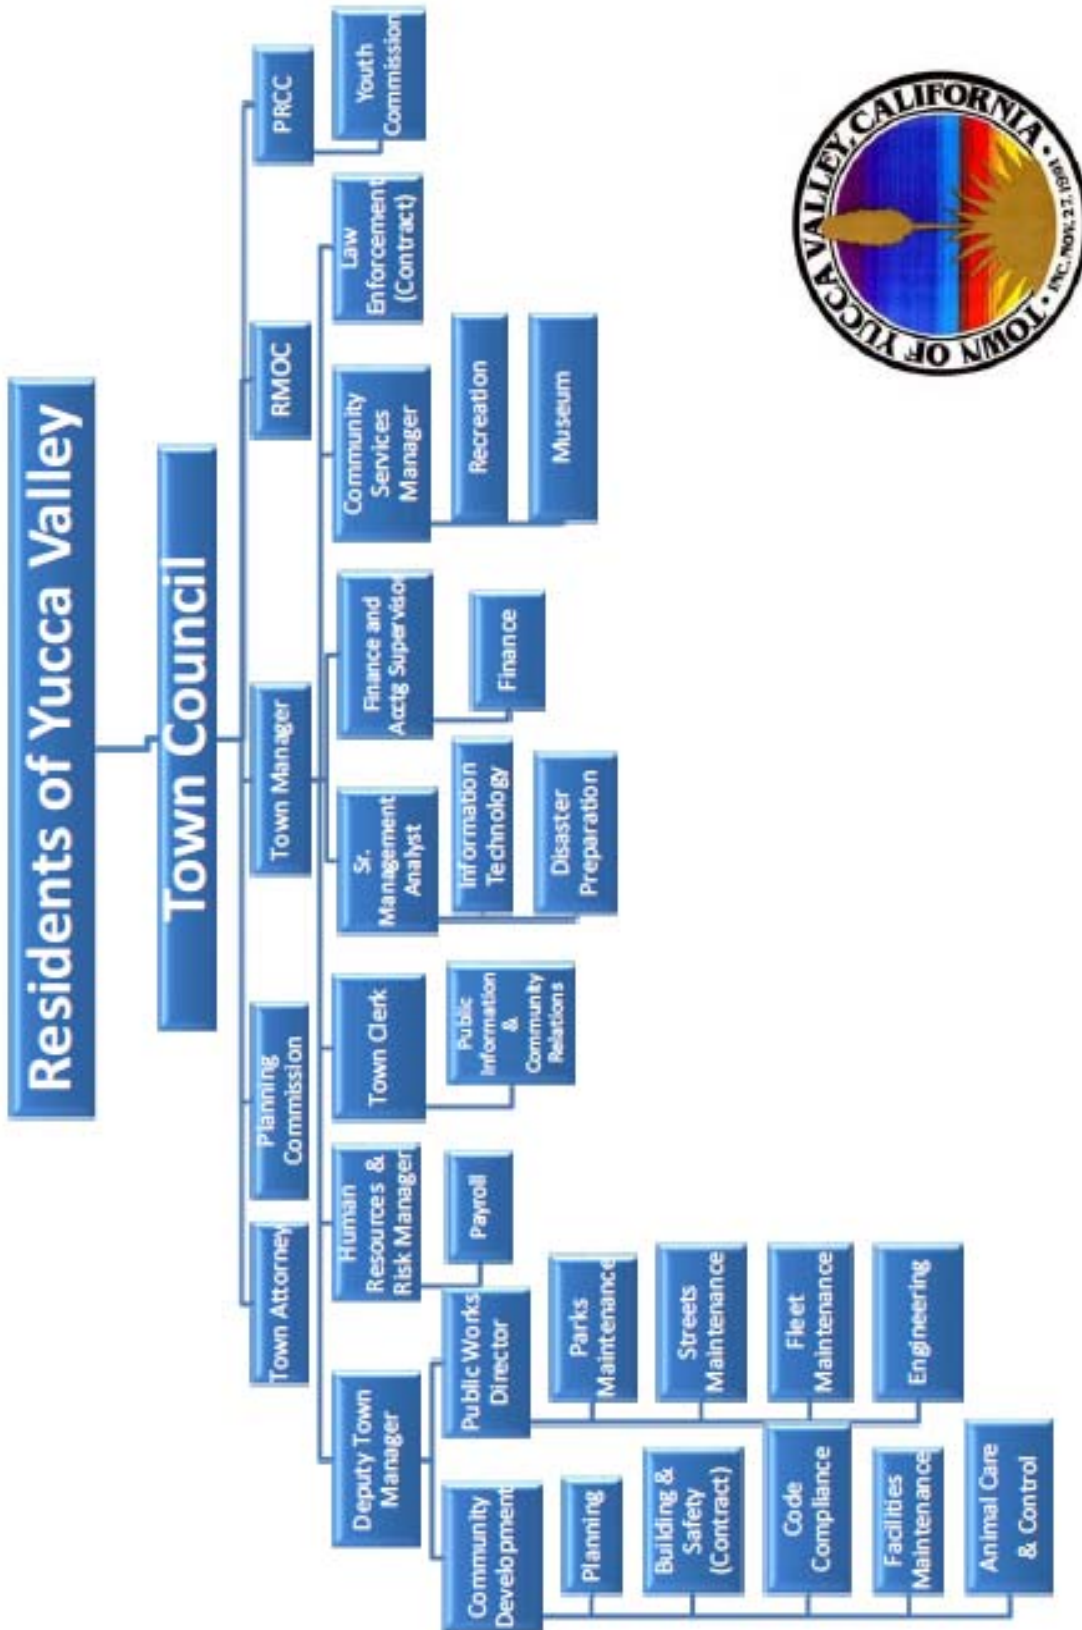 Residents of Yucca Valley
Town Council
Town Attorney
Planning
Commission
Town Manager
RMOC
PRCC
Youth
Commission
Deputy Town
Manager
Human
Resources &
Risk Manager
Town Clerk
Sr.
Management
Analyst
Finance and
Acctg Superviso
Community
Services
Manager
Law
Enforcement
(Contract)
Community
Development
Public Works
Director
Payroll
Public
Information
&
Community
Relations
Information
Technology
Disaster
Preparation
Finance
Recreation
Museum
Planning
Building &
Safety
(Contract)
Code
Compliance
Facilities
Maintenance
Animal Care
& Control
Parks
Maintenance
Streets
Maintenance
Fleet
Maintenance
Engineering
TOWN OF YUCCA VALLEY, CALIFORNIA
INC. NOV. 27, 1991